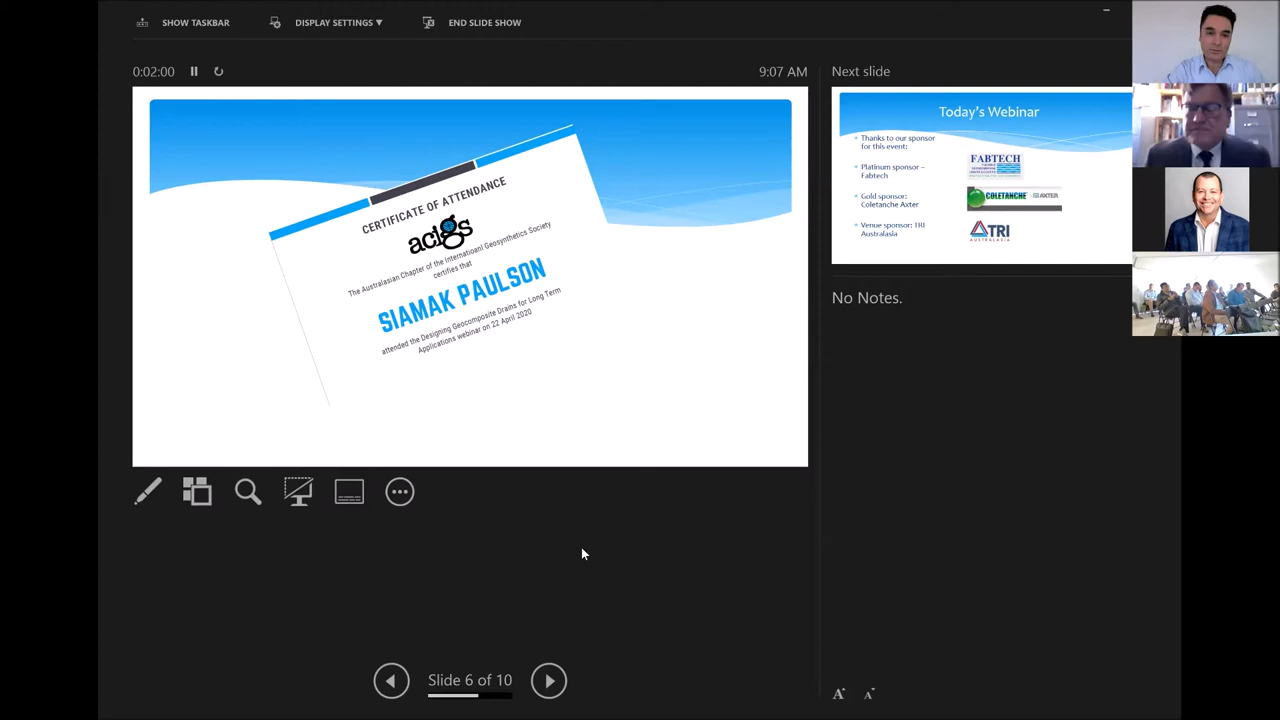 SHOW TASKBAR
DISPLAY SETTINGS ▼
END SLIDE SHOW
0:02:00
9:07 AM
CERTIFICATE OF ATTENDANCE
acigs
The Australasian Chapter of the Internatioanl Geosynthetics Society
certifies that
SIAMAK PAULSON
attended the Designing Geocomposite Drains for Long Term
Applications webinar on 22 April 2020
Next slide
Today's Webinar
Thanks to our sponsor
for this event:
Platinum sponsor –
Fabtech
FABTECH
Gold sponsor:
Coletanche Axter
COLETANCHE
AXTER
Venue sponsor: TRI
Australasia
TRI
AUSTRALASIA
No Notes.
Slide 6 of 10
A
A